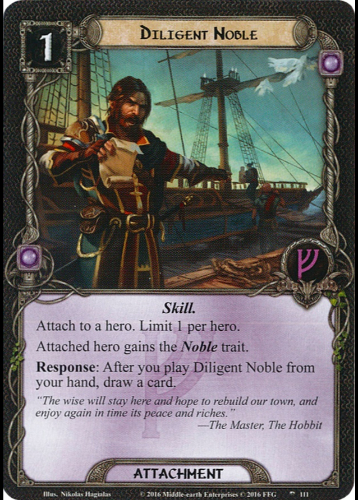 1
Diligent Noble
Skill.
Attach to a hero. Limit 1 per hero.
Attached hero gains the Noble trait.
Response: After you play Diligent Noble from
your hand, draw a card.
“The wise will stay here and hope to rebuild our town, and
enjoy again in time its peace and riches.”
—The Master, The Hobbit
ATTACHMENT
Illus. Nikolas Hagialas
© 2016 Middle-earth Enterprises © 2016 FFG
111